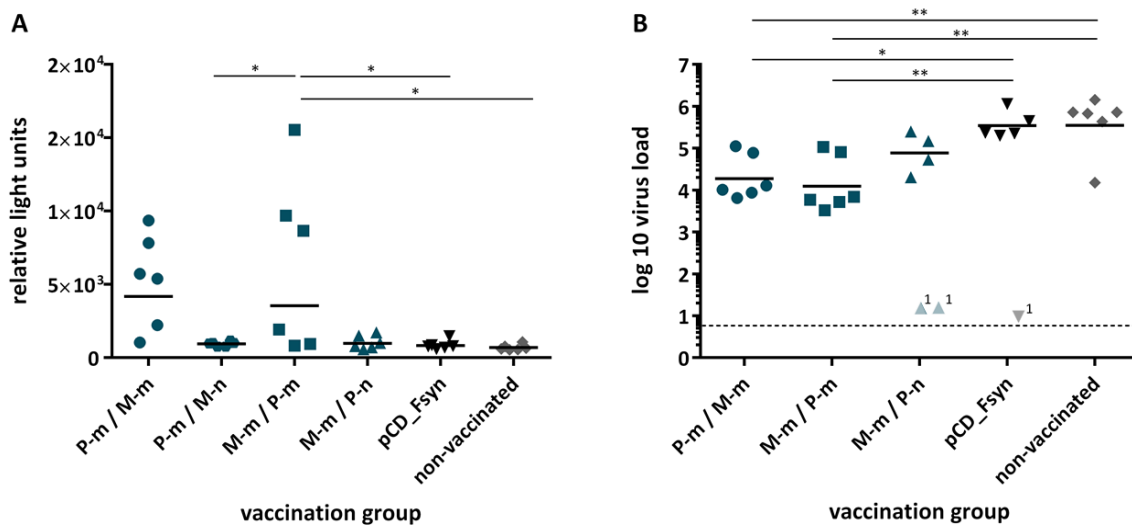 A
relative light units
2×10⁴
2×10⁴
1×10⁴
5×10³
0
*
*
*
P-m / M-m
P-m / M-n
M-m / P-m
M-m / P-n
pCD_Fsyn
non-vaccinated
vaccination group
B
log 10 virus load
7
6
5
4
3
2
1
0
**
**
*
**
1
1
1
P-m / M-m
M-m / P-m
M-m / P-n
pCD_Fsyn
non-vaccinated
vaccination group